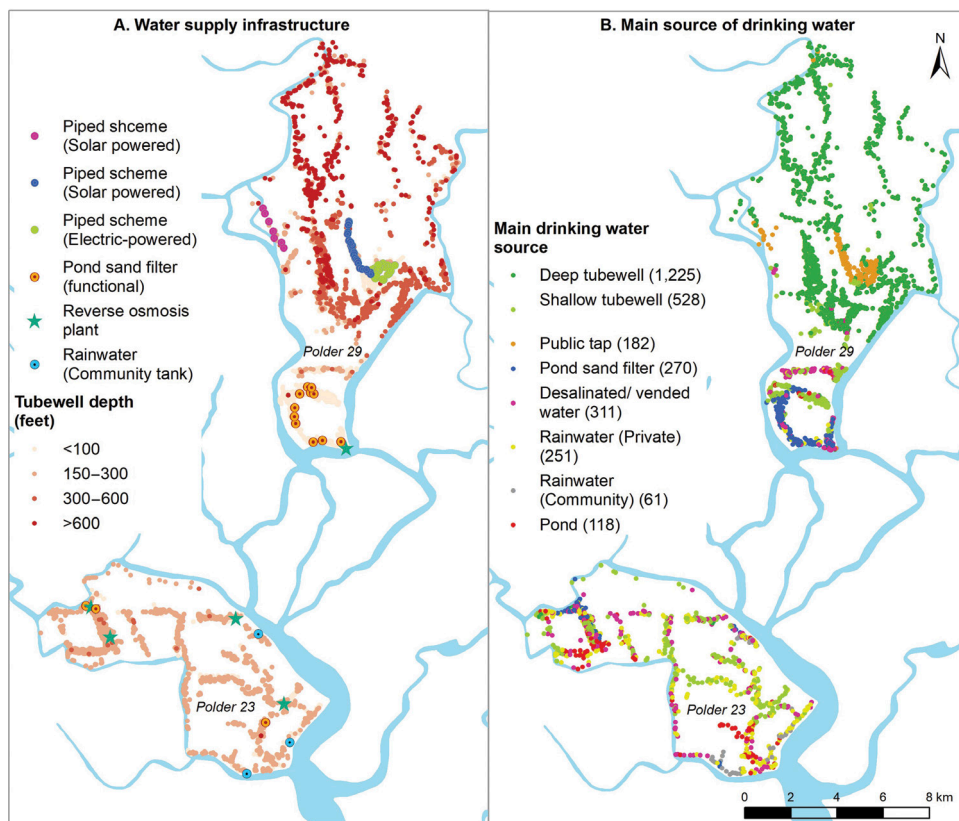 A. Water supply infrastructure
Piped shceme
(Solar powered)
Piped scheme
(Solar powered)
Piped scheme
(Electric-powered)
Pond sand filter
(functional)
Reverse osmosis
plant
Rainwater
(Community tank)
Tubewell depth
(feet)
<100
150–300
300–600
>600
Polder 29
Polder 23
B. Main source of drinking water
N
Main drinking water
source
Deep tubewell (1,225)
Shallow tubewell (528)
Public tap (182)
Pond sand filter (270)
Desalinated/ vended
water (311)
Rainwater (Private)
(251)
Rainwater
(Community) (61)
Pond (118)
Polder 29
Polder 23
0 2 4 6 8 km